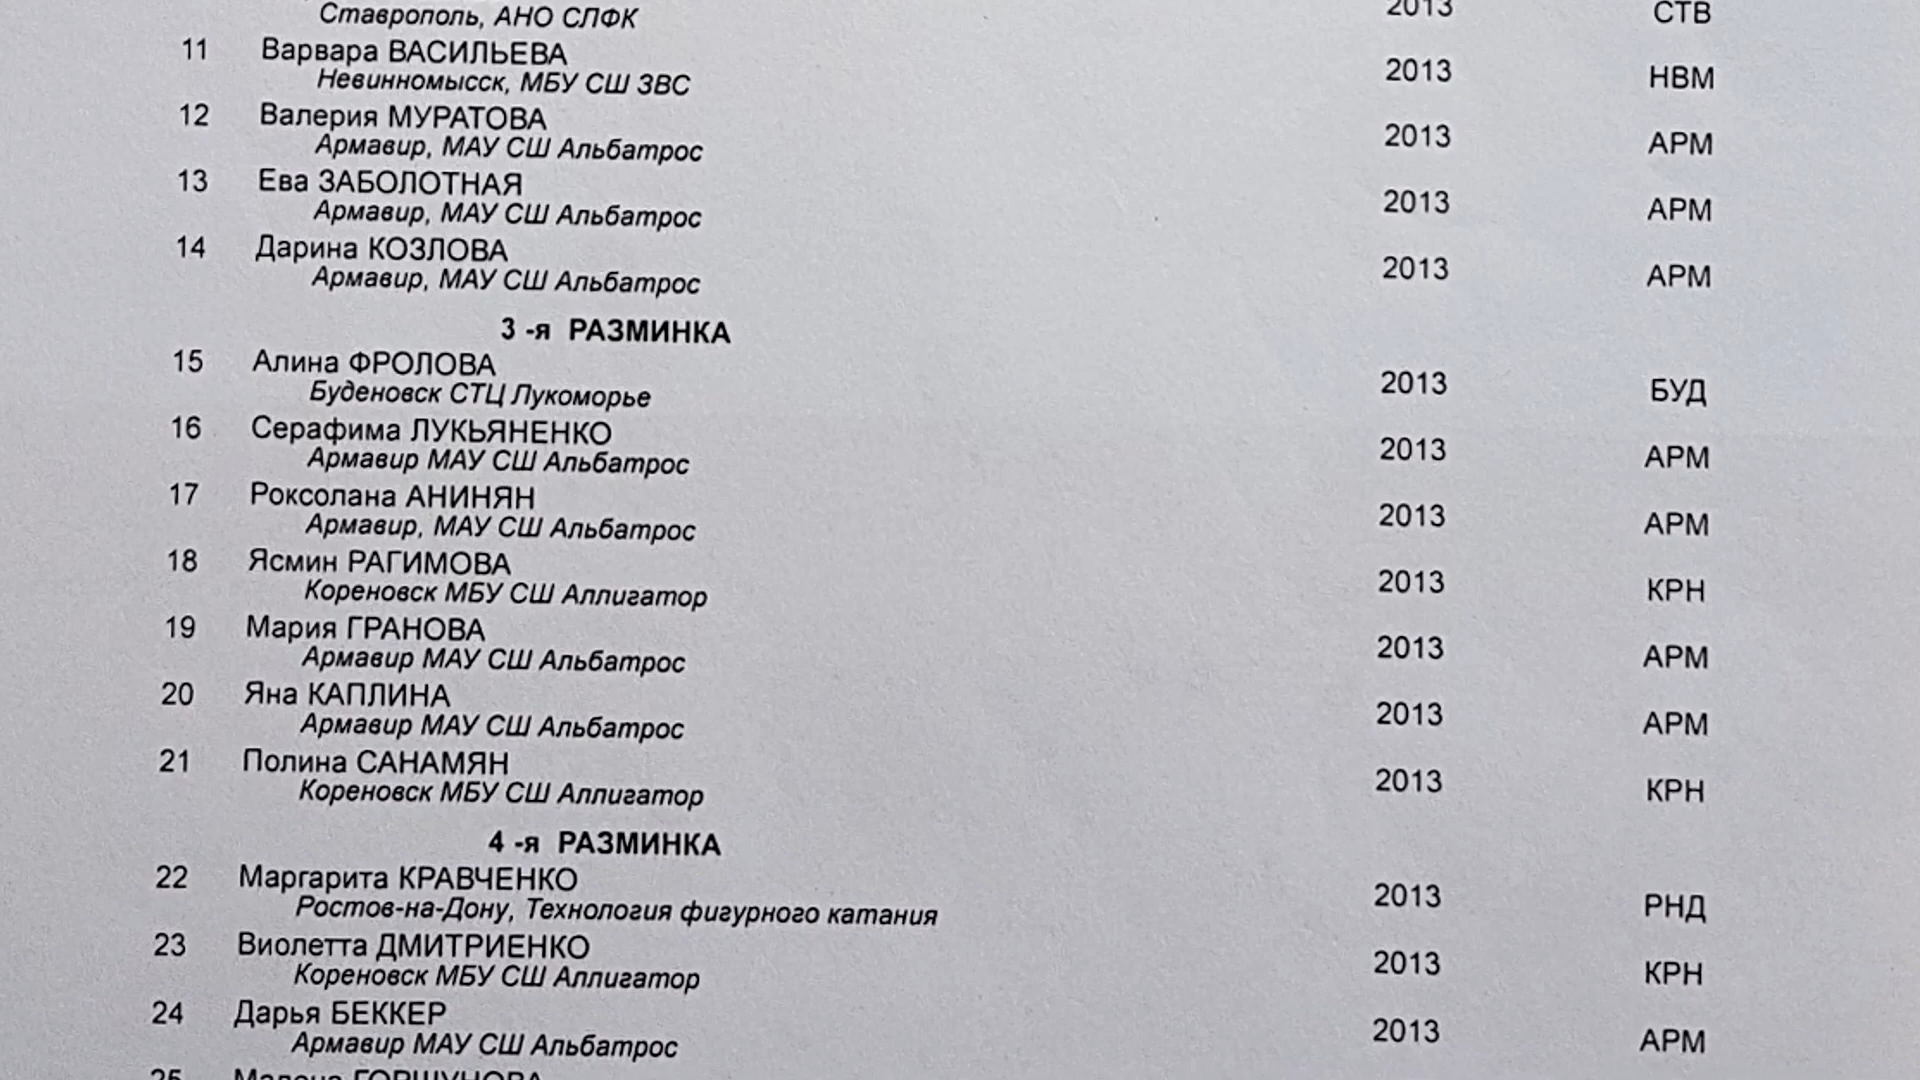 Ставрополь, АНО СЛФК 2013 СТВ
11 Варвара ВАСИЛЬЕВА 2013 НВМ
Невинномысск, МБУ СШ ЗВС
12 Валерия МУРАТОВА 2013 АРМ
Армавир, МАУ СШ Альбатрос
13 Ева ЗАБОЛОТНАЯ 2013 АРМ
Армавир, МАУ СШ Альбатрос
14 Дарина КОЗЛОВА 2013 АРМ
Армавир, МАУ СШ Альбатрос
3 -я РАЗМИНКА
15 Алина ФРОЛОВА 2013 БУД
Буденовск СТЦ Лукоморье
16 Серафима ЛУКЬЯНЕНКО 2013 АРМ
Армавир МАУ СШ Альбатрос
17 Роксолана АНИНЯН 2013 АРМ
Армавир, МАУ СШ Альбатрос
18 Ясмин РАГИМОВА 2013 КРН
Кореновск МБУ СШ Аллигатор
19 Мария ГРАНОВА 2013 АРМ
Армавир МАУ СШ Альбатрос
20 Яна КАПЛИНА 2013 АРМ
Армавир МАУ СШ Альбатрос
21 Полина САНАМЯН 2013 КРН
Кореновск МБУ СШ Аллигатор
4 -я РАЗМИНКА
22 Маргарита КРАВЧЕНКО 2013 РНД
Ростов-на-Дону, Технология фигурного катания
23 Виолетта ДМИТРИЕНКО 2013 КРН
Кореновск МБУ СШ Аллигатор
24 Дарья БЕККЕР 2013 АРМ
Армавир МАУ СШ Альбатрос
25